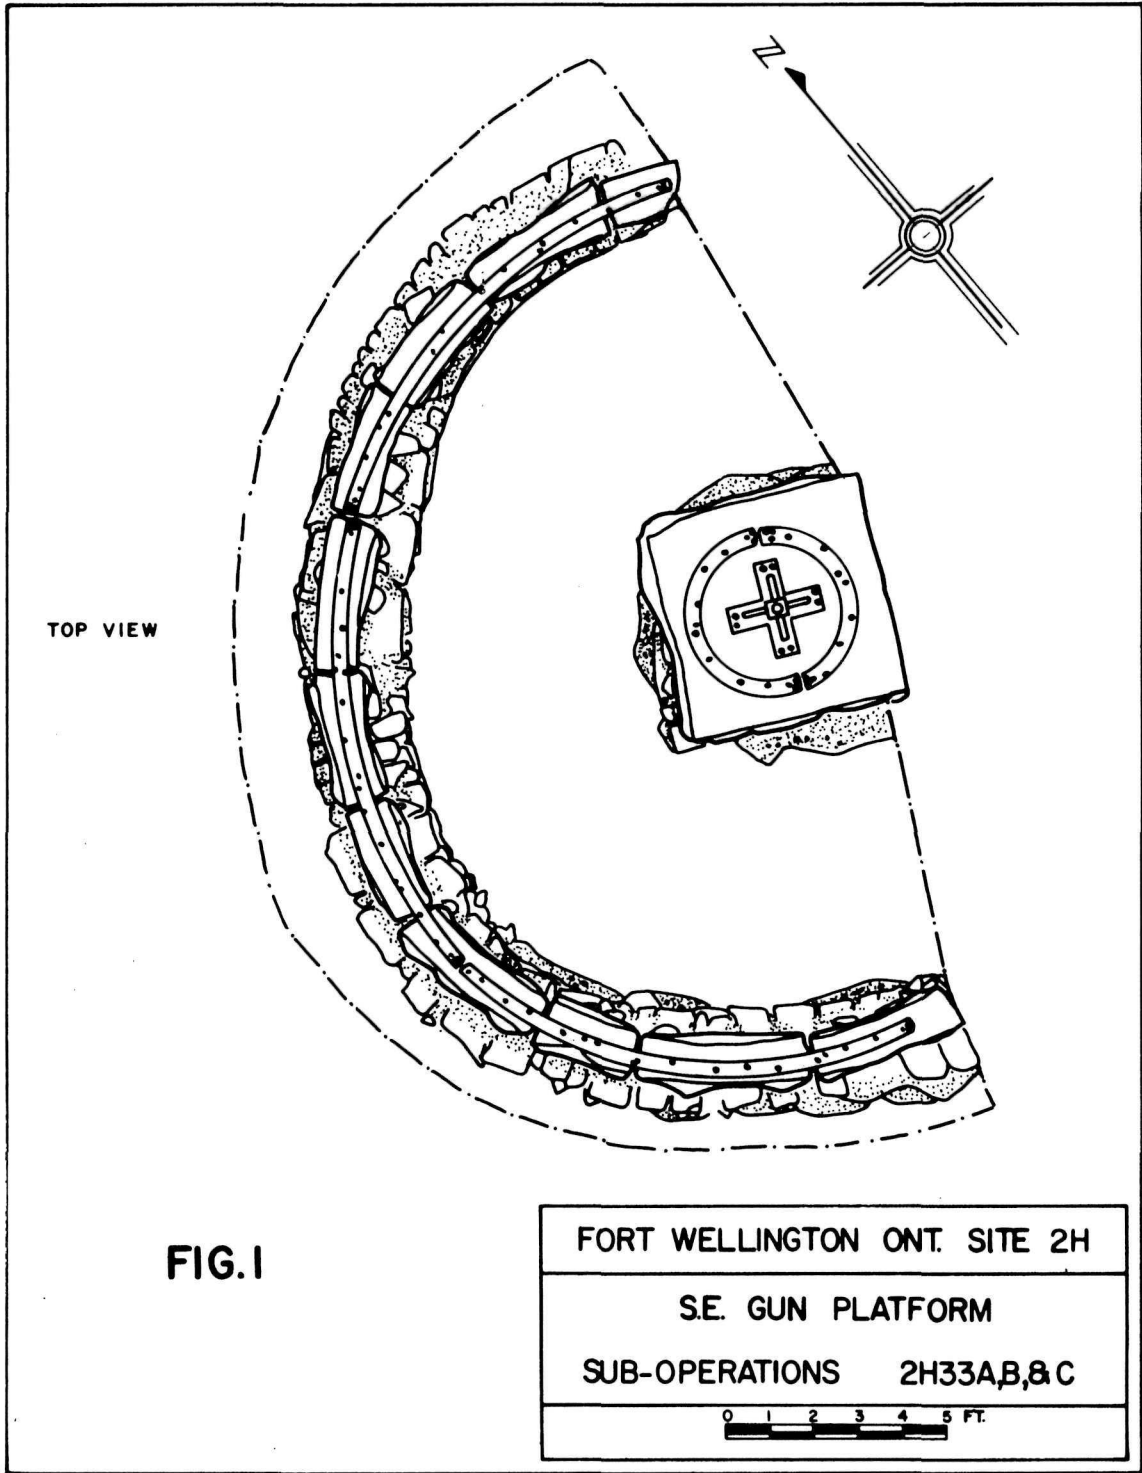 N
TOP VIEW
FIG.1
FORT WELLINGTON ONT. SITE 2H
S.E. GUN PLATFORM
SUB-OPERATIONS 2H33A,B,& C
0 1 2 3 4 5 FT.